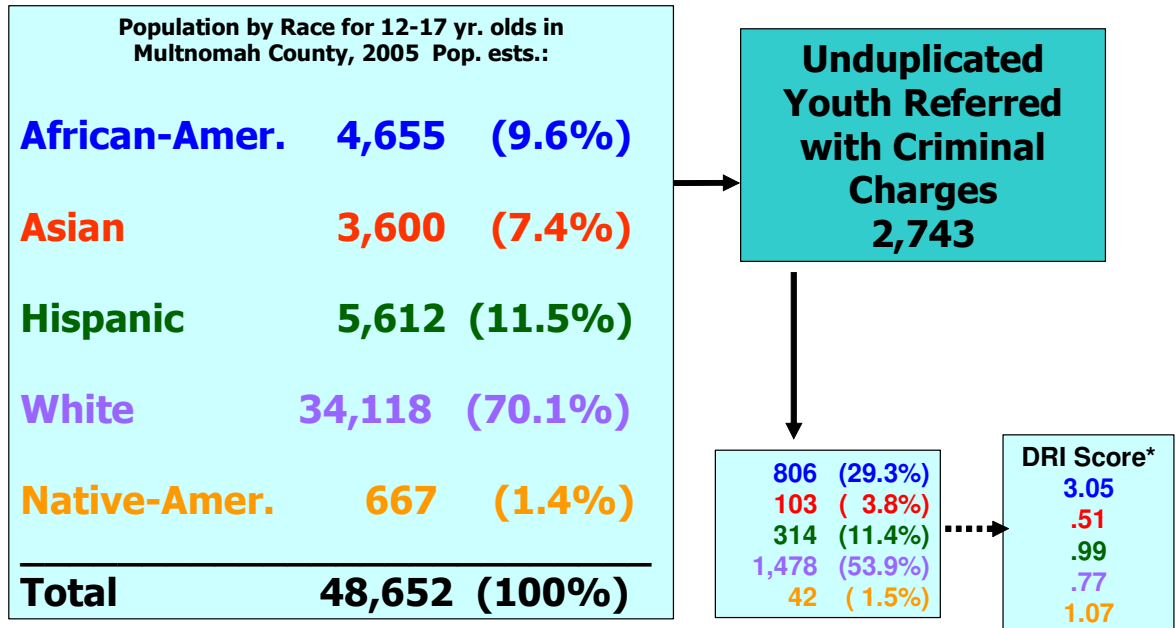 Population by Race for 12-17 yr. olds in
Multnomah County, 2005 Pop. ests.:
African-Amer. 4,655 (9.6%)
Asian 3,600 (7.4%)
Hispanic 5,612 (11.5%)
White 34,118 (70.1%)
Native-Amer. 667 (1.4%)
Total 48,652 (100%)
Unduplicated
Youth Referred
with Criminal
Charges
2,743
806 (29.3%)
103 ( 3.8%)
314 (11.4%)
1,478 (53.9%)
42 ( 1.5%)
DRI Score*
3.05
.51
.99
.77
1.07